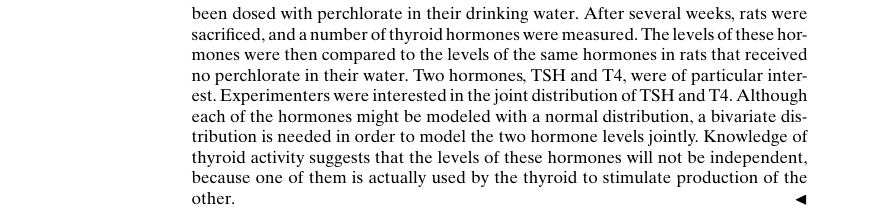 been dosed with perchlorate in their drinking water. After several weeks, rats were
sacrificed, and a number of thyroid hormones were measured. The levels of these hor-
mones were then compared to the levels of the same hormones in rats that received
no perchlorate in their water. Two hormones, TSH and T4, were of particular inter-
est. Experimenters were interested in the joint distribution of TSH and T4. Although
each of the hormones might be modeled with a normal distribution, a bivariate dis-
tribution is needed in order to model the two hormone levels jointly. Knowledge of
thyroid activity suggests that the levels of these hormones will not be independent,
because one of them is actually used by the thyroid to stimulate production of the
other. ◄